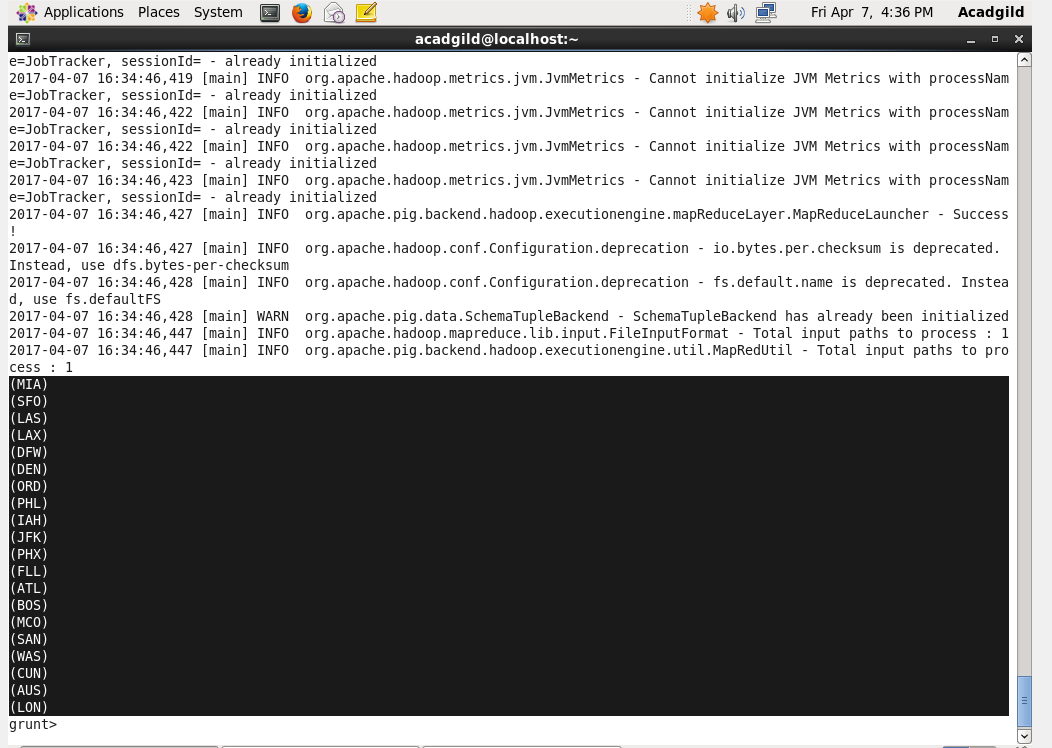 Applications Places System Fri Apr 7, 4:36 PM Acadgild
acadgild@localhost:~
e=JobTracker, sessionId= - already initialized
2017-04-07 16:34:46,419 [main] INFO  org.apache.hadoop.metrics.jvm.JvmMetrics - Cannot initialize JVM Metrics with processNam
e=JobTracker, sessionId= - already initialized
2017-04-07 16:34:46,422 [main] INFO  org.apache.hadoop.metrics.jvm.JvmMetrics - Cannot initialize JVM Metrics with processNam
e=JobTracker, sessionId= - already initialized
2017-04-07 16:34:46,422 [main] INFO  org.apache.hadoop.metrics.jvm.JvmMetrics - Cannot initialize JVM Metrics with processNam
e=JobTracker, sessionId= - already initialized
2017-04-07 16:34:46,423 [main] INFO  org.apache.hadoop.metrics.jvm.JvmMetrics - Cannot initialize JVM Metrics with processNam
e=JobTracker, sessionId= - already initialized
2017-04-07 16:34:46,427 [main] INFO  org.apache.pig.backend.hadoop.executionengine.mapReduceLayer.MapReduceLauncher - Success
!
2017-04-07 16:34:46,427 [main] INFO  org.apache.hadoop.conf.Configuration.deprecation - io.bytes.per.checksum is deprecated.
Instead, use dfs.bytes-per-checksum
2017-04-07 16:34:46,428 [main] INFO  org.apache.hadoop.conf.Configuration.deprecation - fs.default.name is deprecated. Instea
d, use fs.defaultFS
2017-04-07 16:34:46,428 [main] WARN  org.apache.pig.data.SchemaTupleBackend - SchemaTupleBackend has already been initialized
2017-04-07 16:34:46,447 [main] INFO  org.apache.hadoop.mapreduce.lib.input.FileInputFormat - Total input paths to process : 1
2017-04-07 16:34:46,447 [main] INFO  org.apache.pig.backend.hadoop.executionengine.util.MapRedUtil - Total input paths to pro
cess : 1
(MIA)
(SFO)
(LAS)
(LAX)
(DFW)
(DEN)
(ORD)
(PHL)
(IAH)
(JFK)
(PHX)
(FLL)
(ATL)
(BOS)
(MCO)
(SAN)
(WAS)
(CUN)
(AUS)
(LON)
grunt>